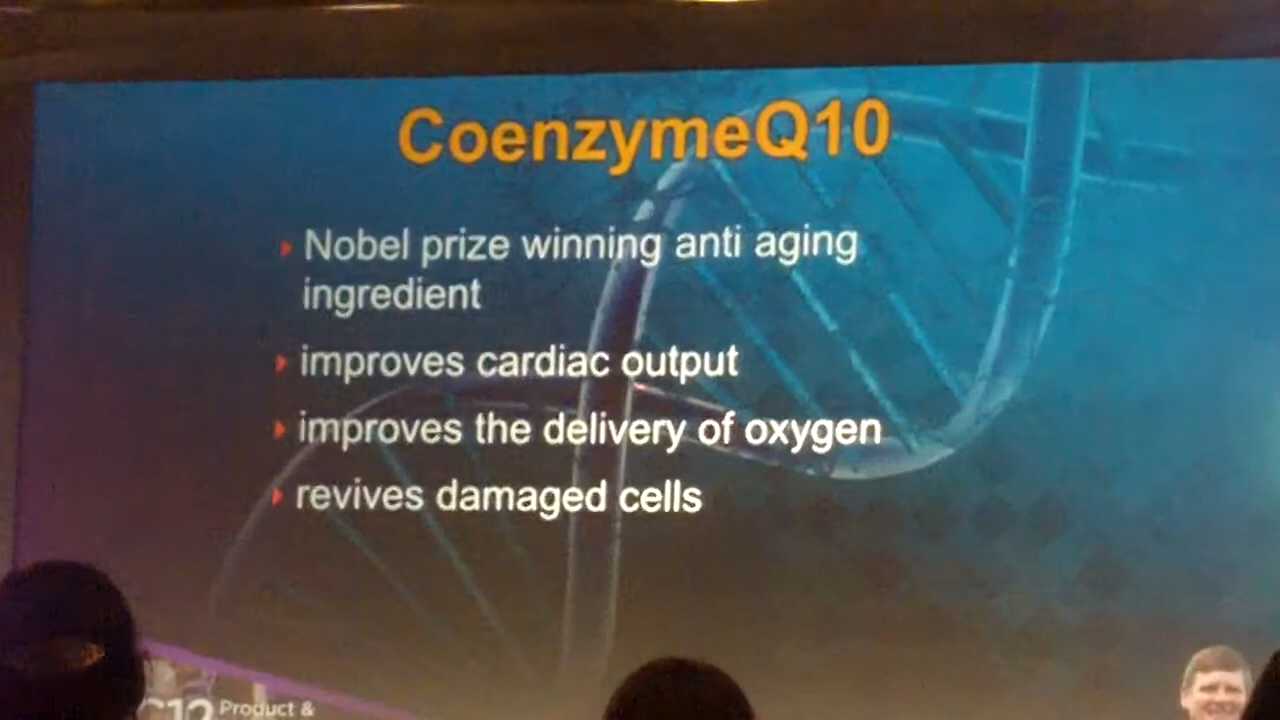 CoenzymeQ10
Nobel prize winning anti aging
ingredient
improves cardiac output
improves the delivery of oxygen
revives damaged cells
Product &